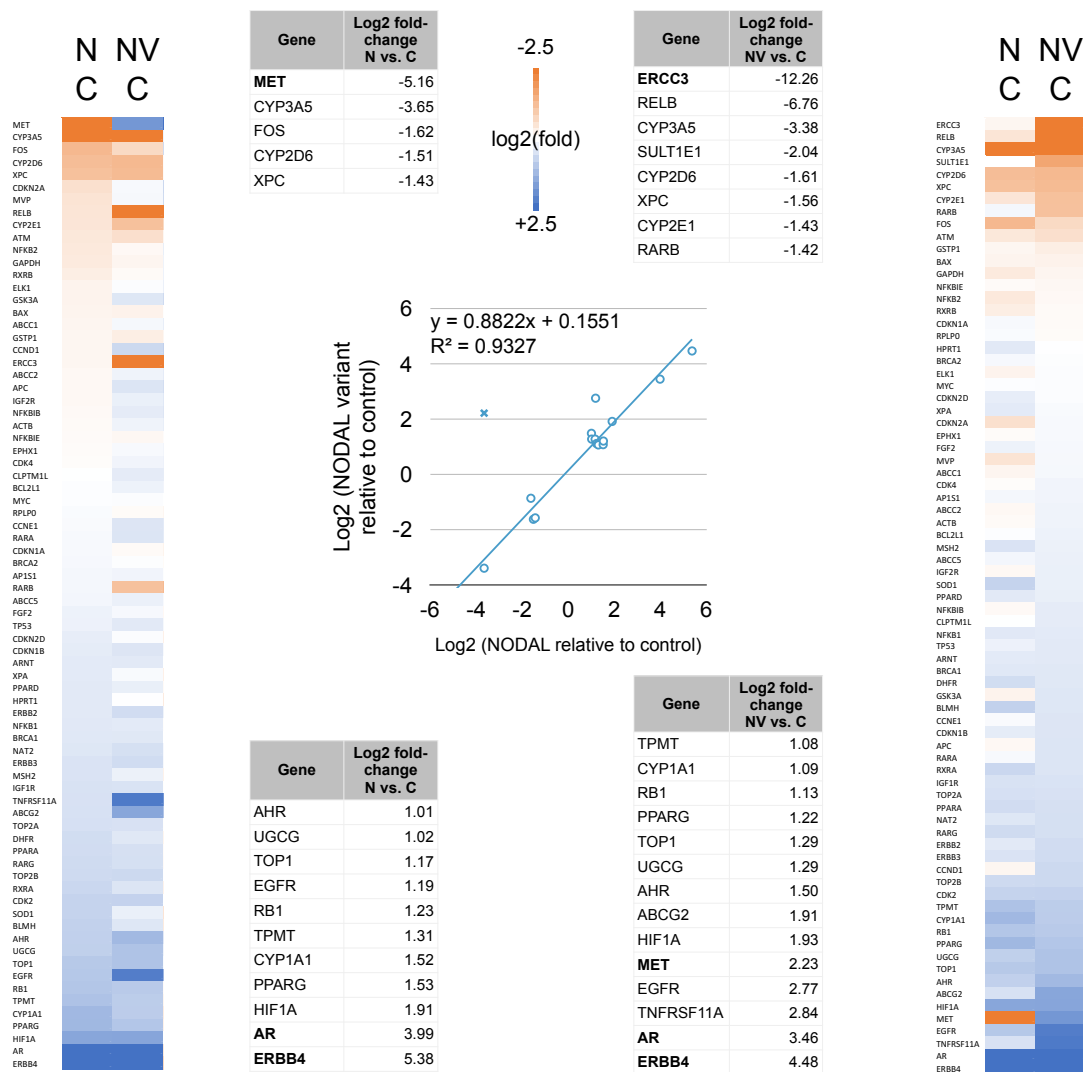 N NV
C C
MET
CYP3A5
FOS
CYP2D6
XPC
CDKN2A
MVP
RELB
CYP2E1
ATM
NFKB2
GAPDH
RXRB
ELK1
GSK3A
BAX
ABCC1
GSTP1
CCND1
ERCC3
ABCC2
APC
IGF2R
NFKBIB
ACTB
NFKBIE
EPHX1
CDK4
CLPTM1L
BCL2L1
MYC
RPLP0
CCNE1
RARA
CDKN1A
BRCA2
AP1S1
RARB
ABCC5
FGF2
TP53
CDKN2D
CDKN1B
ARNT
XPA
PPARD
HPRT1
ERBB2
NFKB1
BRCA1
NAT2
ERBB3
MSH2
IGF1R
TNFRSF11A
ABCG2
TOP2A
DHFR
PPARA
RARG
TOP2B
RXRA
CDK2
SOD1
BLMH
AHR
UGCG
TOP1
EGFR
RB1
TPMT
CYP1A1
PPARG
HIF1A
AR
ERBB4
Gene Log2 fold-change N vs. C
MET -5.16
CYP3A5 -3.65
FOS -1.62
CYP2D6 -1.51
XPC -1.43
-2.5
log2(fold)
+2.5
Gene Log2 fold-change NV vs. C
ERCC3 -12.26
RELB -6.76
CYP3A5 -3.38
SULT1E1 -2.04
CYP2D6 -1.61
XPC -1.56
CYP2E1 -1.43
RARB -1.42
y = 0.8822x + 0.1551
R² = 0.9327
Log2 (NODAL variant
relative to control)
6
4
2
0
-2
-4
-6 -4 -2 0 2 4 6
Log2 (NODAL relative to control)
Gene Log2 fold-change N vs. C
AHR 1.01
UGCG 1.02
TOP1 1.17
EGFR 1.19
RB1 1.23
TPMT 1.31
CYP1A1 1.52
PPARG 1.53
HIF1A 1.91
AR 3.99
ERBB4 5.38
Gene Log2 fold-change NV vs. C
TPMT 1.08
CYP1A1 1.09
RB1 1.13
PPARG 1.22
TOP1 1.29
UGCG 1.29
AHR 1.50
ABCG2 1.91
HIF1A 1.93
MET 2.23
EGFR 2.77
TNFRSF11A 2.84
AR 3.46
ERBB4 4.48
N NV
C C
ERCC3
RELB
CYP3A5
SULT1E1
CYP2D6
XPC
CYP2E1
RARB
FOS
ATM
GSTP1
BAX
GAPDH
NFKBIE
NFKB2
RXRB
CDKN1A
RPLP0
HPRT1
BRCA2
ELK1
MYC
CDKN2D
XPA
CDKN2A
EPHX1
FGF2
MVP
ABCC1
CDK4
AP1S1
ABCC2
ACTB
BCL2L1
MSH2
ABCC5
IGF2R
SOD1
PPARD
NFKBIB
CLPTM1L
NFKB1
TP53
ARNT
BRCA1
DHFR
GSK3A
BLMH
CCNE1
CDKN1B
APC
RARA
RXRA
IGF1R
TOP2A
PPARA
NAT2
RARG
ERBB2
ERBB3
CCND1
TOP2B
CDK2
TPMT
CYP1A1
RB1
PPARG
UGCG
TOP1
AHR
ABCG2
HIF1A
MET
EGFR
TNFRSF11A
AR
ERBB4